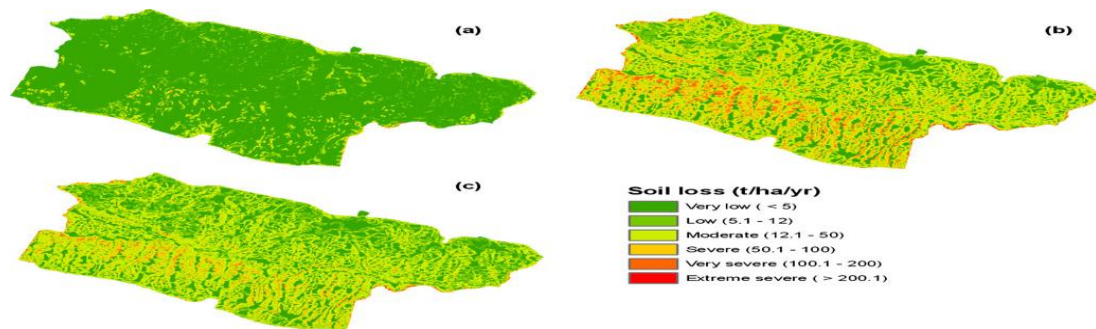 (a)
(b)
(c)
Soil loss (t/ha/yr)
Very low ( < 5)
Low (5.1 - 12)
Moderate (12.1 - 50)
Severe (50.1 - 100)
Very severe (100.1 - 200)
Extreme severe ( > 200.1)